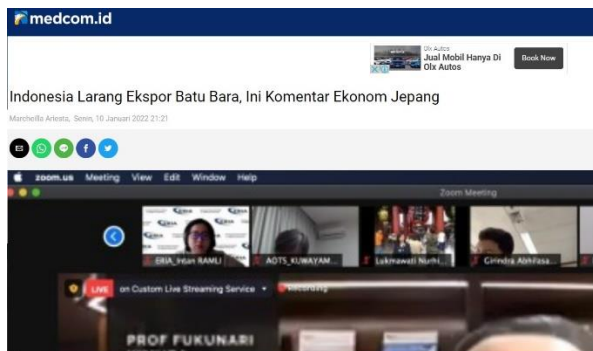 medcom.id
Olx Autos
Jual Mobil Hanya Di
Olx Autos
Book Now
Indonesia Larang Ekspor Batu Bara, Ini Komentar Ekonom Jepang
Marcheilla Ariesta, Senin, 10 Januari 2022 21:21
zoom.us Meeting View Edit Window Help
Zoom Meeting
ERIA_Intan RAMLI
AOTS_KUWAYAM...
Lukmawati Nurhi...
Cirindra Abhilasa...
LIVE on Custom Live Streaming Service Recording
PROF FUKUNARI